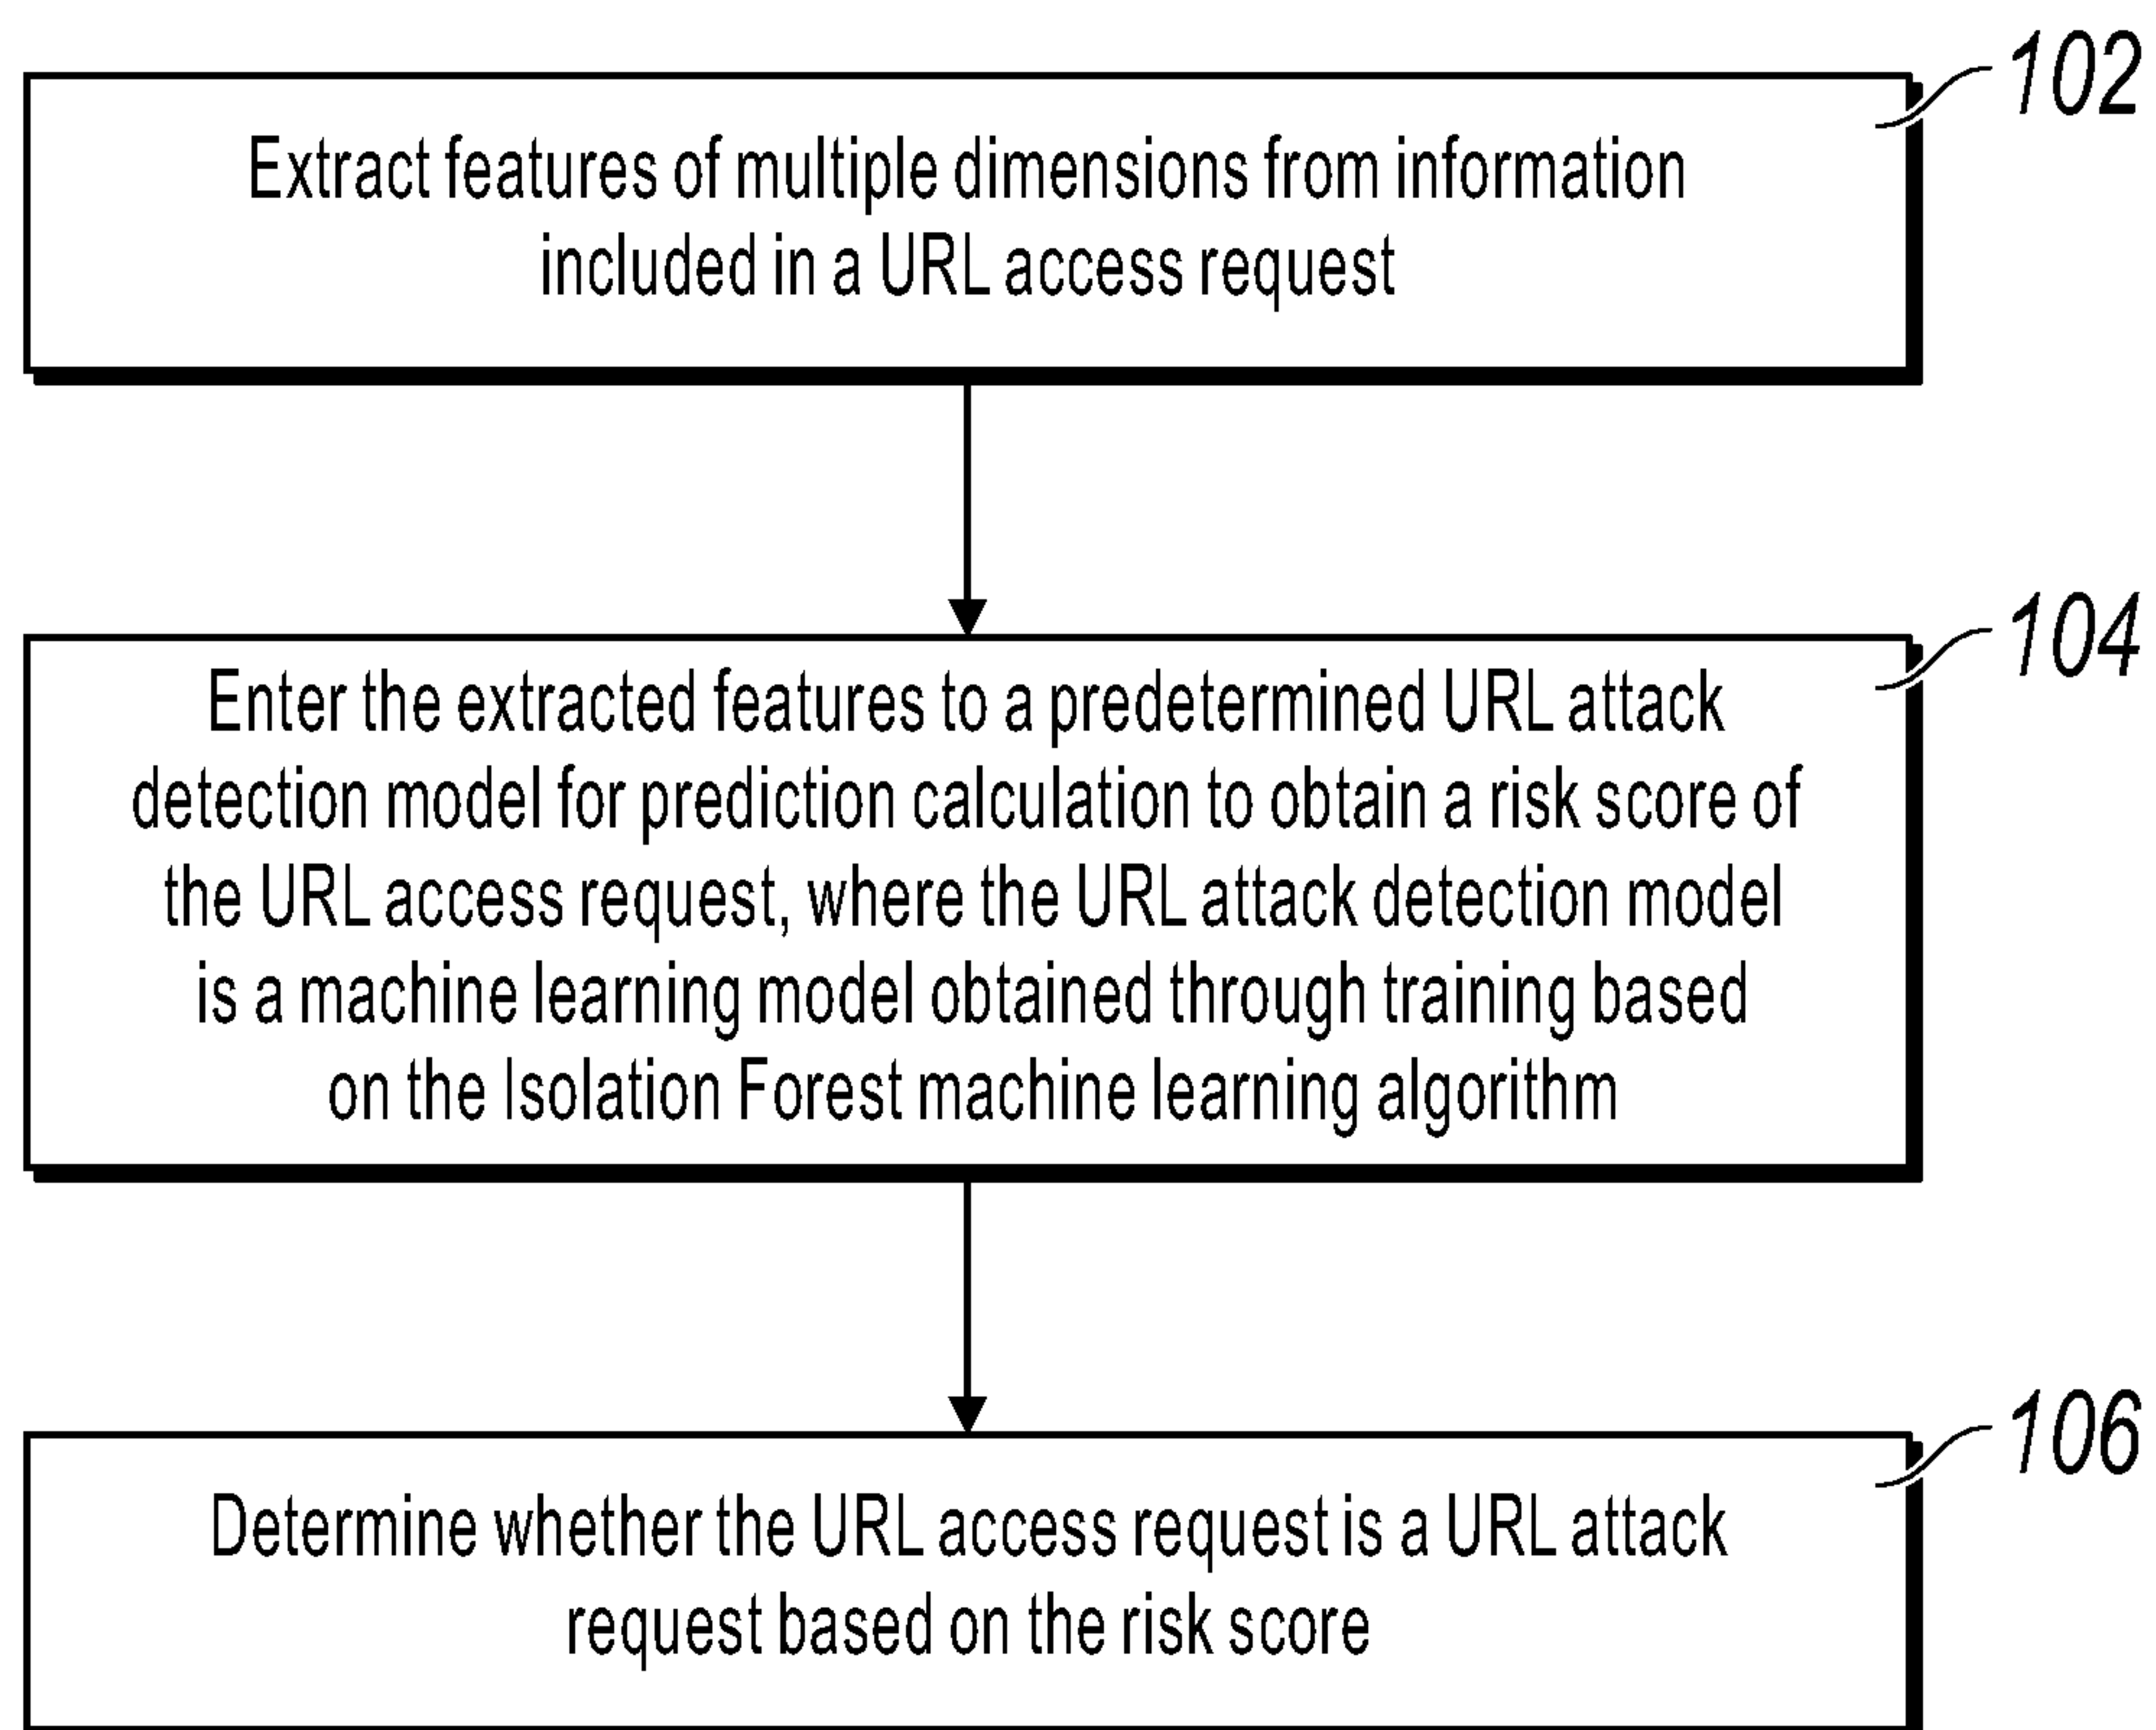 102
Extract features of multiple dimensions from information
included in a URL access request
104
Enter the extracted features to a predetermined URL attack
detection model for prediction calculation to obtain a risk score of
the URL access request, where the URL attack detection model
is a machine learning model obtained through training based
on the Isolation Forest machine learning algorithm
106
Determine whether the URL access request is a URL attack
request based on the risk score